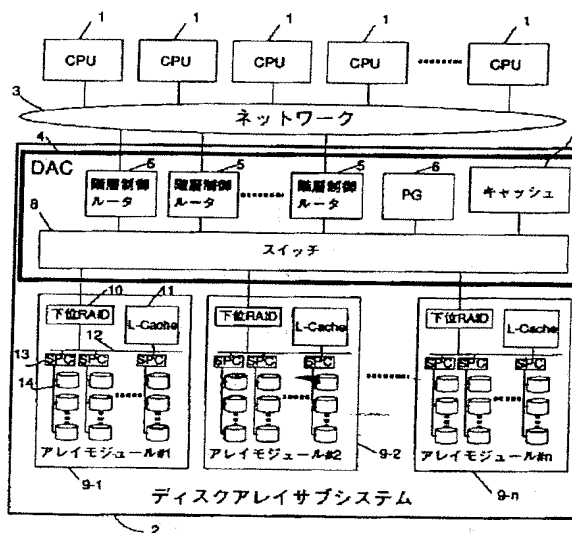 1 1 1 1 1
CPU CPU CPU CPU CPU
3
ネットワーク
4
DAC
5 5 5 6
階層制御ルータ
階層制御ルータ
階層制御ルータ
PG
キャッシュ
8
スイッチ
10 11
下位RAID
L-Cache
下位RAID
L-Cache
下位RAID
L-Cache
12
13
SPC SPC SPC
SPC SPC SPC
SPC SPC SPC
14
アレイモジュール#1
アレイモジュール#2
アレイモジュール#n
9-1
9-2
9-n
ディスクアレイサブシステム
2